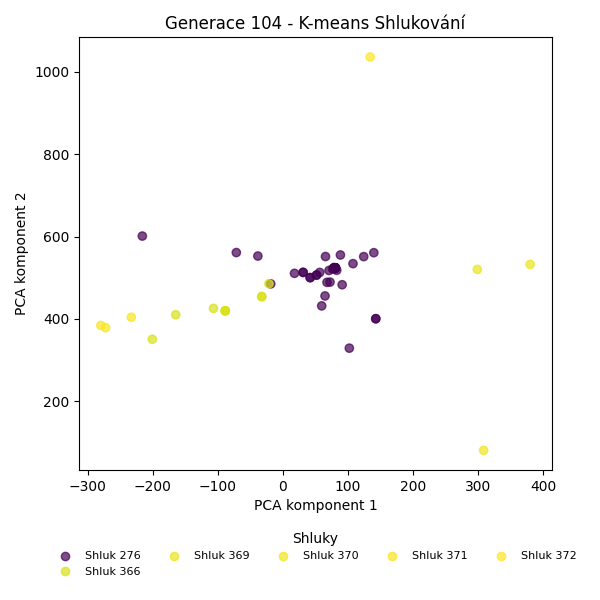 Generace 104 - K-means Shlukování
1000
800
600
400
200
PCA komponent 2
−300 −200 −100 0 100 200 300 400
PCA komponent 1
Shluky
Shluk 276 Shluk 369 Shluk 370 Shluk 371 Shluk 372
Shluk 366